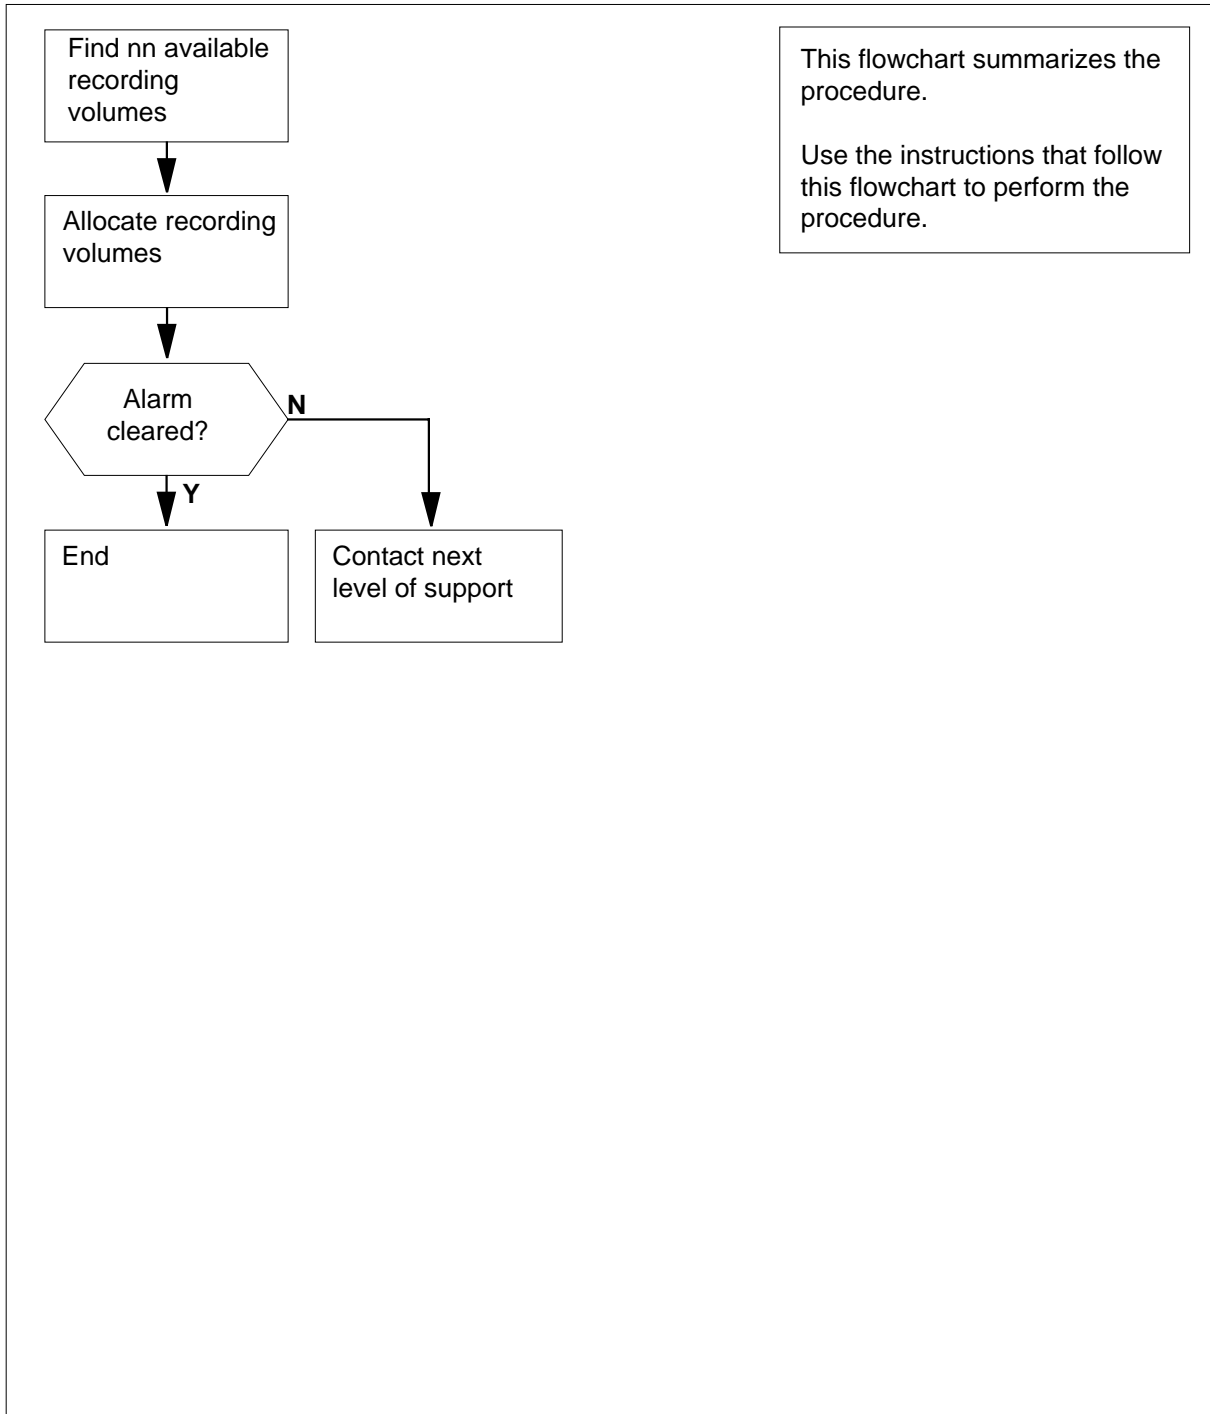 Find nn available
recording
volumes
This flowchart summarizes the
procedure.
Use the instructions that follow
this flowchart to perform the
procedure.
Allocate recording
volumes
Alarm
cleared?
N
Y
End
Contact next
level of support